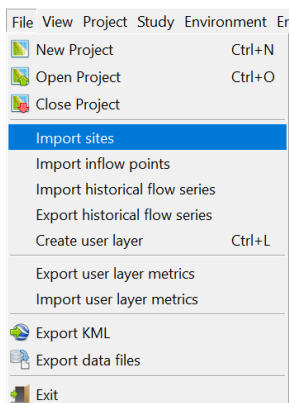 File View Project Study Environment
New Project Ctrl+N
Open Project Ctrl+O
Close Project
Import sites
Import inflow points
Import historical flow series
Export historical flow series
Create user layer Ctrl+L
Export user layer metrics
Import user layer metrics
Export KML
Export data files
Exit